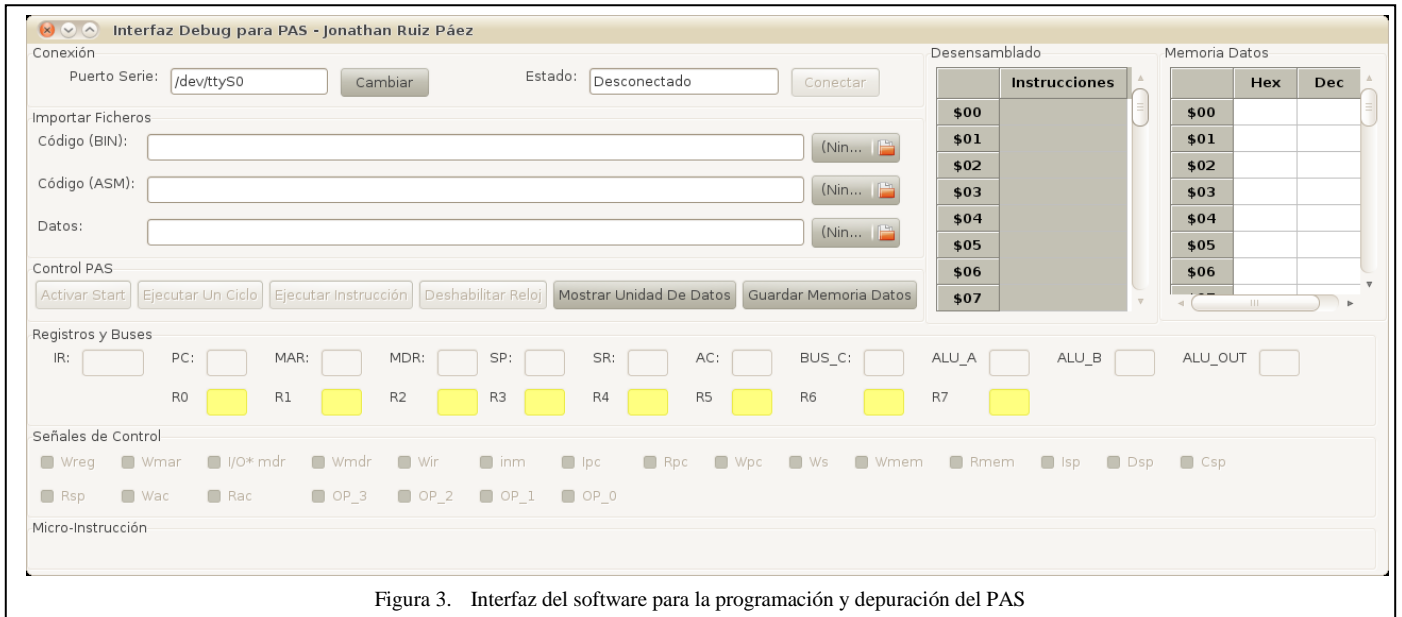 Interfaz Debug para PAS - Jonathan Ruiz Páez
Conexión
Puerto Serie: /dev/ttyS0 Cambiar Estado: Desconectado Conectar
Importar Ficheros
Código (BIN): (Nin...
Código (ASM): (Nin...
Datos: (Nin...
Control PAS
Activar Start Ejecutar Un Ciclo Ejecutar Instrucción Deshabilitar Reloj Mostrar Unidad De Datos Guardar Memoria Datos
Desensamblado
Instrucciones
$00
$01
$02
$03
$04
$05
$06
$07
Memoria Datos
Hex Dec
$00
$01
$02
$03
$04
$05
$06
Registros y Buses
IR: PC: MAR: MDR: SP: SR: AC: BUS_C: ALU_A ALU_B ALU_OUT
R0 R1 R2 R3 R4 R5 R6 R7
Señales de Control
Wreg Wmar I/O* mdr Wmdr Wir inm Ipc Rpc Wpc Ws Wmem Rmem Isp Dsp Csp
Rsp Wac Rac OP_3 OP_2 OP_1 OP_0
Micro-Instrucción
Figura 3. Interfaz del software para la programación y depuración del PAS